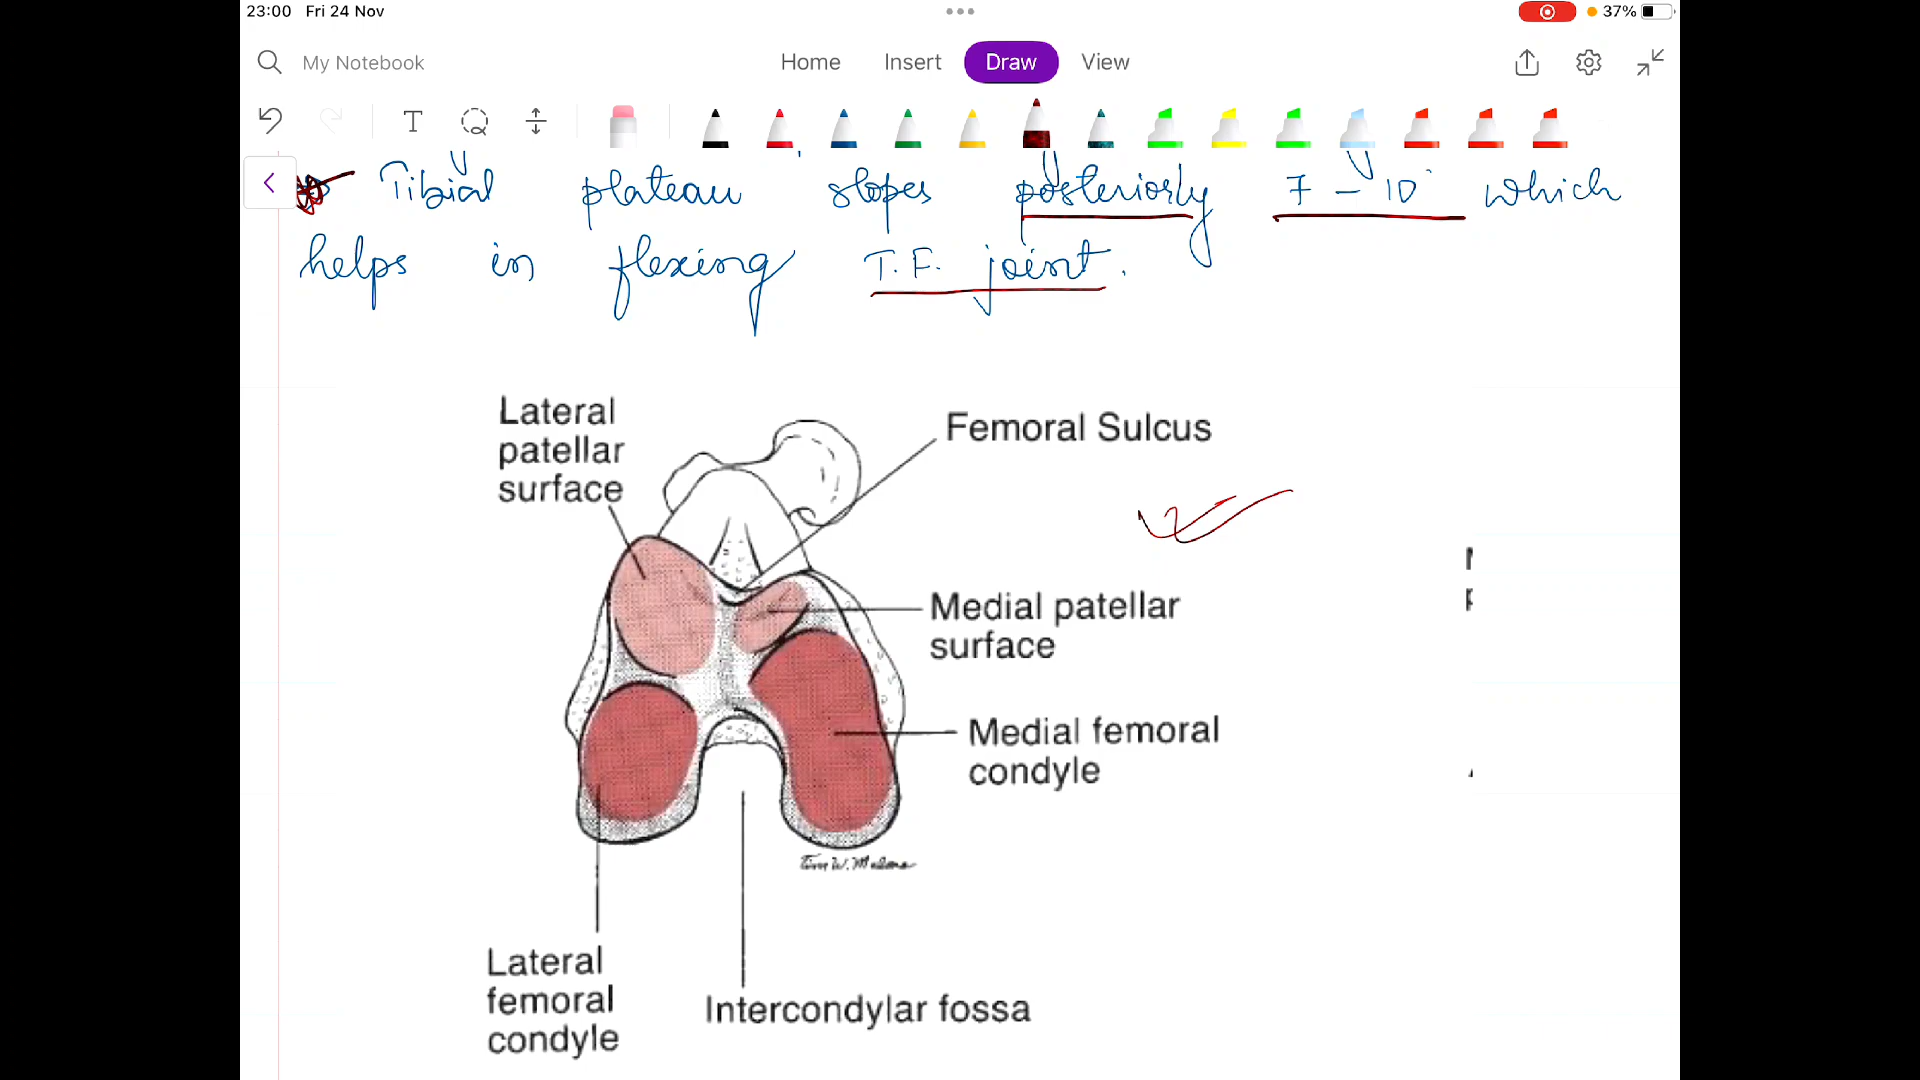 23:00 Fri 24 Nov
37%
My Notebook
Home Insert Draw View
T
Tibial plateau slopes posteriorly 7 - 10° which
helps in flexing T.F. joint.
Lateral
patellar
surface
Femoral Sulcus
Medial patellar
surface
Medial femoral
condyle
Lateral
femoral
condyle
Intercondylar fossa